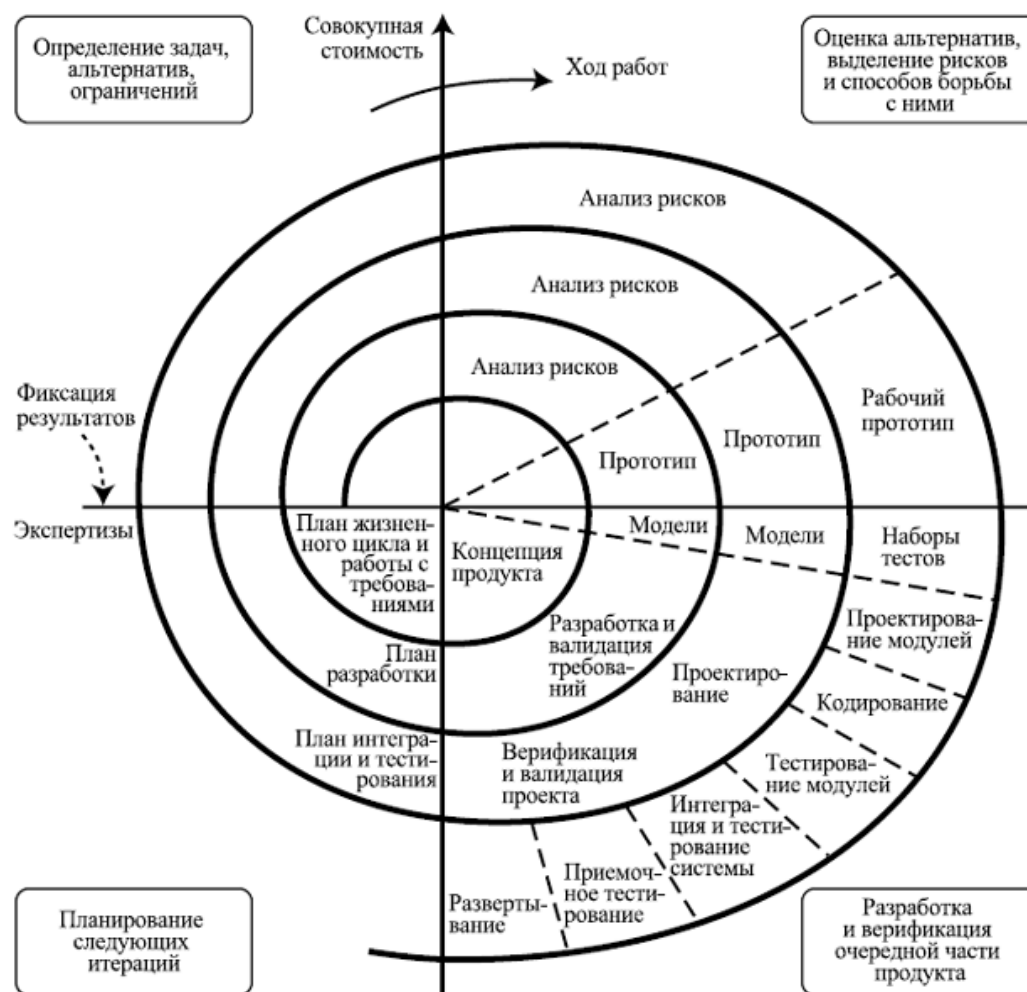 Определение задач,
альтернатив,
ограничений
Совокупная
стоимость
Ход работ
Оценка альтернатив,
выделение рисков
и способов борьбы
с ними
Анализ рисков
Анализ рисков
Анализ рисков
Фиксация
результатов
Рабочий
прототип
Прототип
Прототип
Экспертизы
План жизнен-
ного цикла и
работы с
требова-
ниями
Концепция
продукта
Модели
Модели
Наборы
тестов
Разработка и
валидация
требова-
ний
Проектирова-
ние модулей
План
разработки
Проектиро-
вание
Кодирование
План интегра-
ции и тести-
рования
Верификация
и валидация
проекта
Тестирова-
ние модулей
Интегра-
ция и тести-
рование
системы
Приемоч-
ное тести-
рование
Разверты-
вание
Планирование
следующих
итераций
Разработка
и верификация
очередной части
продукта